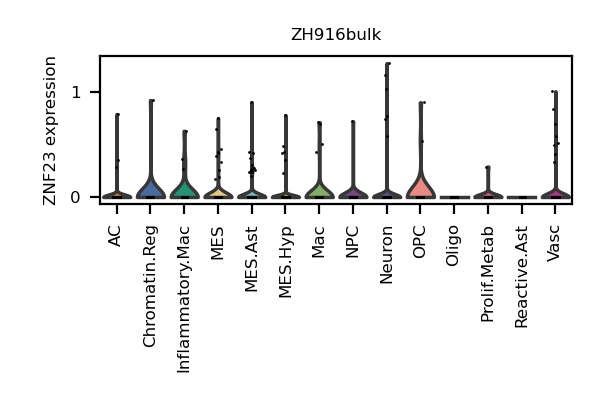 ZH916bulk
ZNF23 expression
1
0
AC
Chromatin.Reg
Inflammatory.Mac
MES
MES.Ast
MES.Hyp
Mac
NPC
Neuron
OPC
Oligo
Prolif.Metab
Reactive.Ast
Vasc